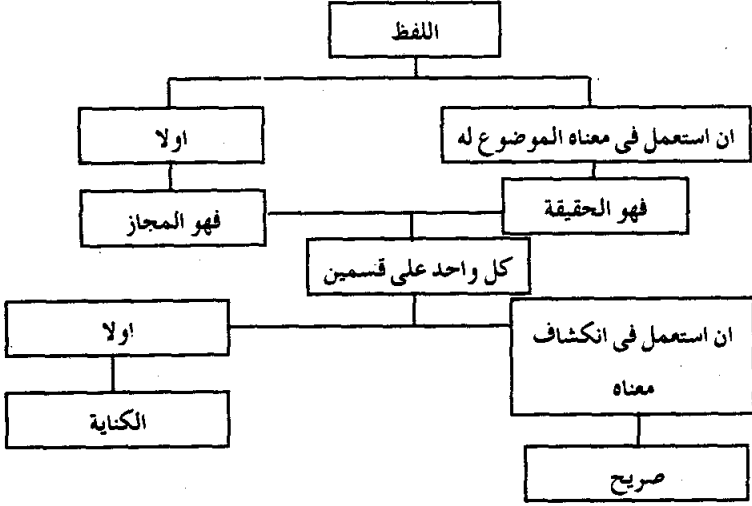 اللفظ
ان استعمل فى معناه الموضوع له
اولا
فهو الحقيقة
فهو المجاز
كل واحد على قسمين
ان استعمل فى انكشاف
معناه
اولا
الكناية
صريح